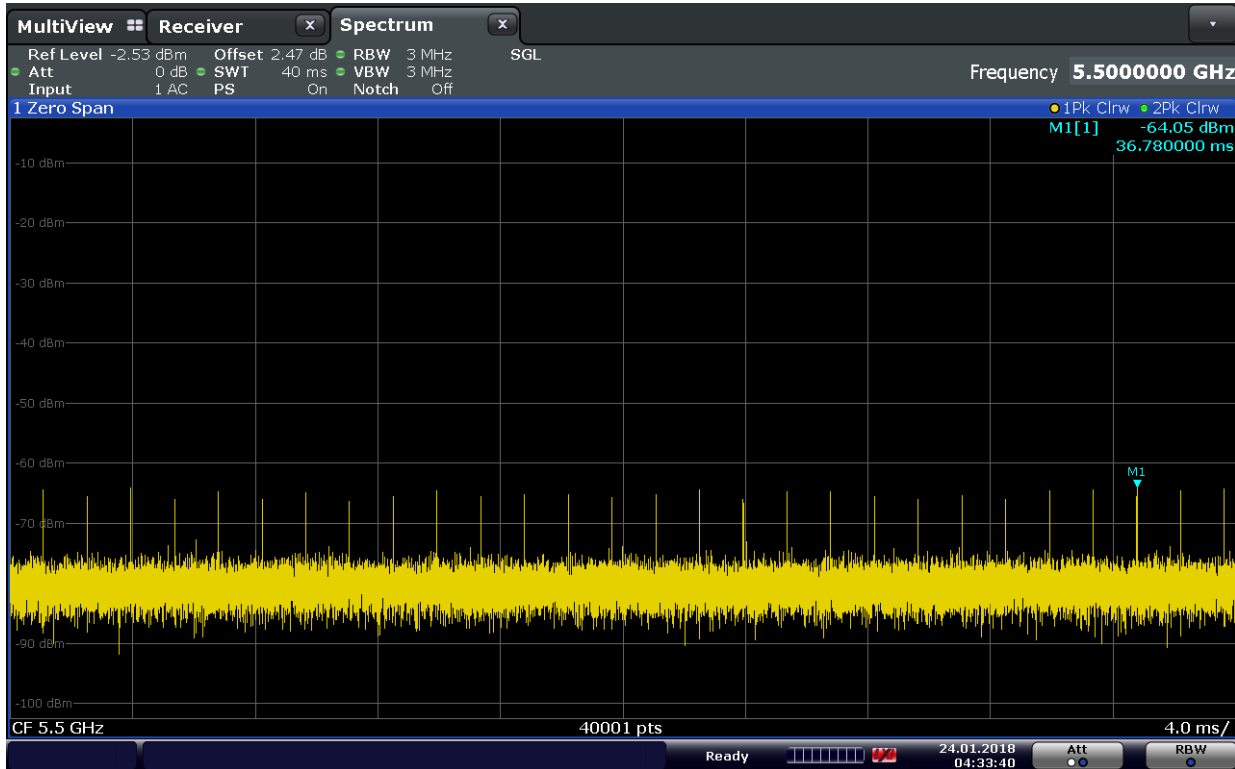 MultiView Receiver X Spectrum X
Ref Level -2.53 dBm Offset 2.47 dB RBW 3 MHz SGL
Att 0 dB SWT 40 ms VBW 3 MHz
Input 1 AC PS On Notch Off
Frequency 5.5000000 GHz
1 Zero Span 1Pk Clrw 2Pk Clrw
M1[1] -64.05 dBm
36.780000 ms
-10 dBm
-20 dBm
-30 dBm
-40 dBm
-50 dBm
-60 dBm
M1
-70 dBm
-90 dBm
-100 dBm
CF 5.5 GHz 40001 pts 4.0 ms/
Ready 24.01.2018 Att RBW
04:33:40